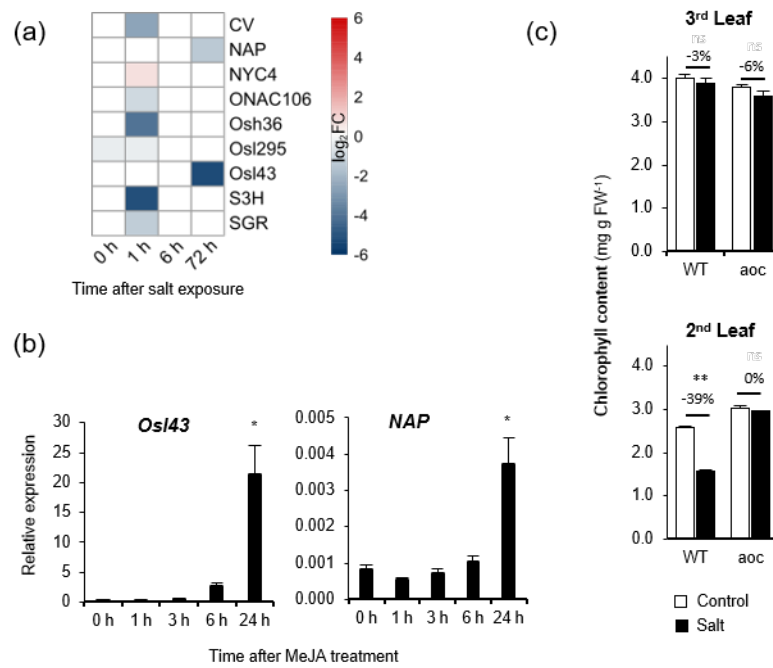 (a)
CV
NAP
NYC4
ONAC106
Osh36
Osl295
Osl43
S3H
SGR
0 h 1 h 6 h 72 h
Time after salt exposure
6
4
2
0
-2
-4
-6
log2FC
(b)
Osl43
*
30
25
20
15
10
5
0
Relative expression
0 h 1 h 3 h 6 h 24 h
NAP
*
0.005
0.004
0.003
0.002
0.001
0.000
0 h 1 h 3 h 6 h 24 h
Time after MeJA treatment
(c)
3rd Leaf
ns ns
-3% -6%
4.0
3.0
2.0
1.0
0.0
WT aoc
Chlorophyll content (mg g FW-1)
2nd Leaf
** ns
-39% 0%
4.0
3.0
2.0
1.0
0.0
WT aoc
Control
Salt